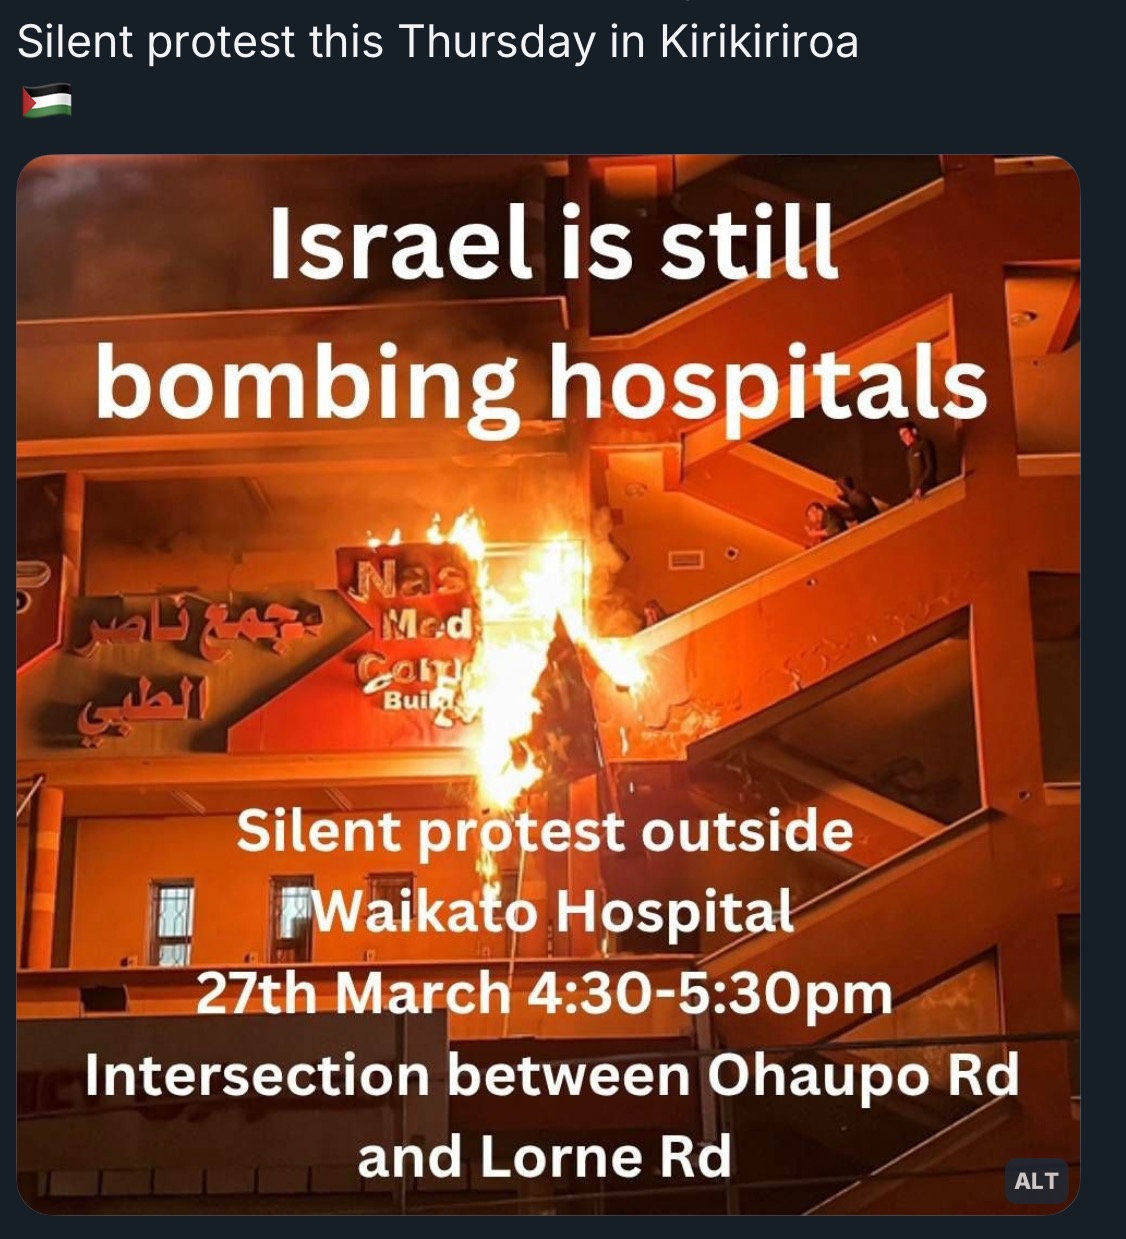 Silent protest this Thursday in Kirikiriroa
Israel is still
bombing hospitals
مجمع ناصر
الطبي
Nas
Med
Com
Buil
Silent protest outside
Waikato Hospital
27th March 4:30-5:30pm
Intersection between Ohaupo Rd
and Lorne Rd
ALT